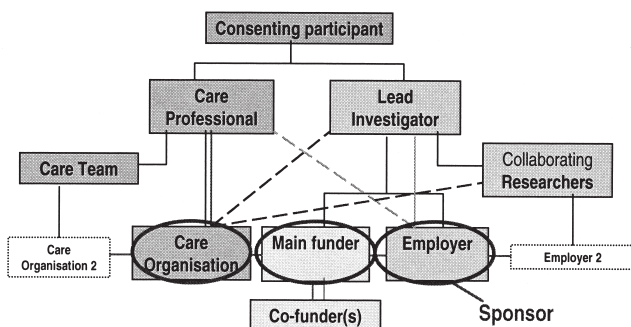 Consenting participant
Care
Professional
Lead
Investigator
Care Team
Collaborating
Researchers
Care
Organisation 2
Care
Organisation
Main funder
Employer
Employer 2
Co-funder(s)
Sponsor